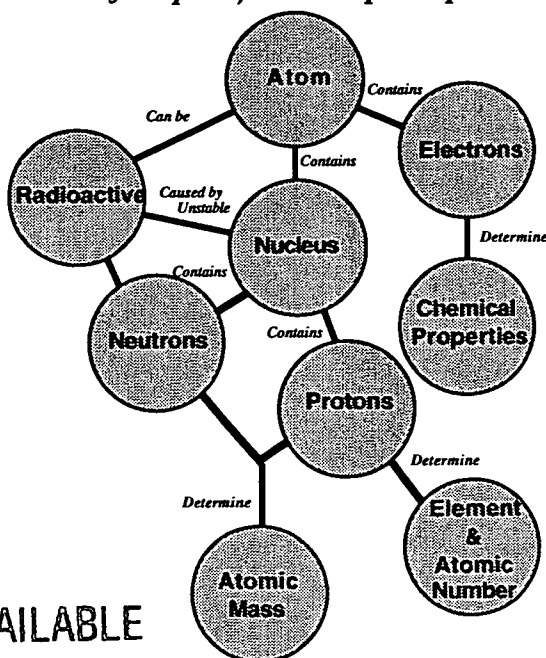 Atom
Contains
Can be
Electrons
Contains
Radioactive
Caused by
Unstable
Nucleus
Determine
Contains
Neutrons
Contains
Chemical
Properties
Protons
Determine
Determine
Element
&
Atomic
Number
Atomic
Mass
AILABLE